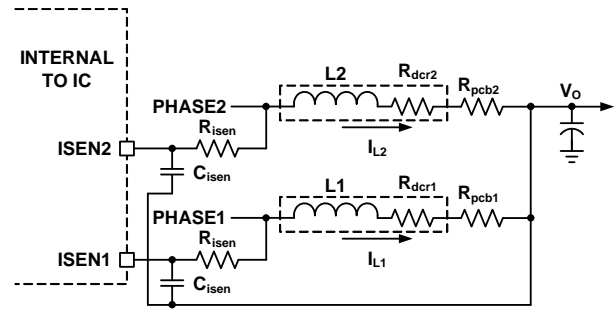 INTERNAL
TO IC
L2
Rdcr2
Rpcb2
VO
PHASE2
Risen
ISEN2
IL2
Cisen
L1
Rdcr1
Rpcb1
PHASE1
Risen
ISEN1
IL1
Cisen